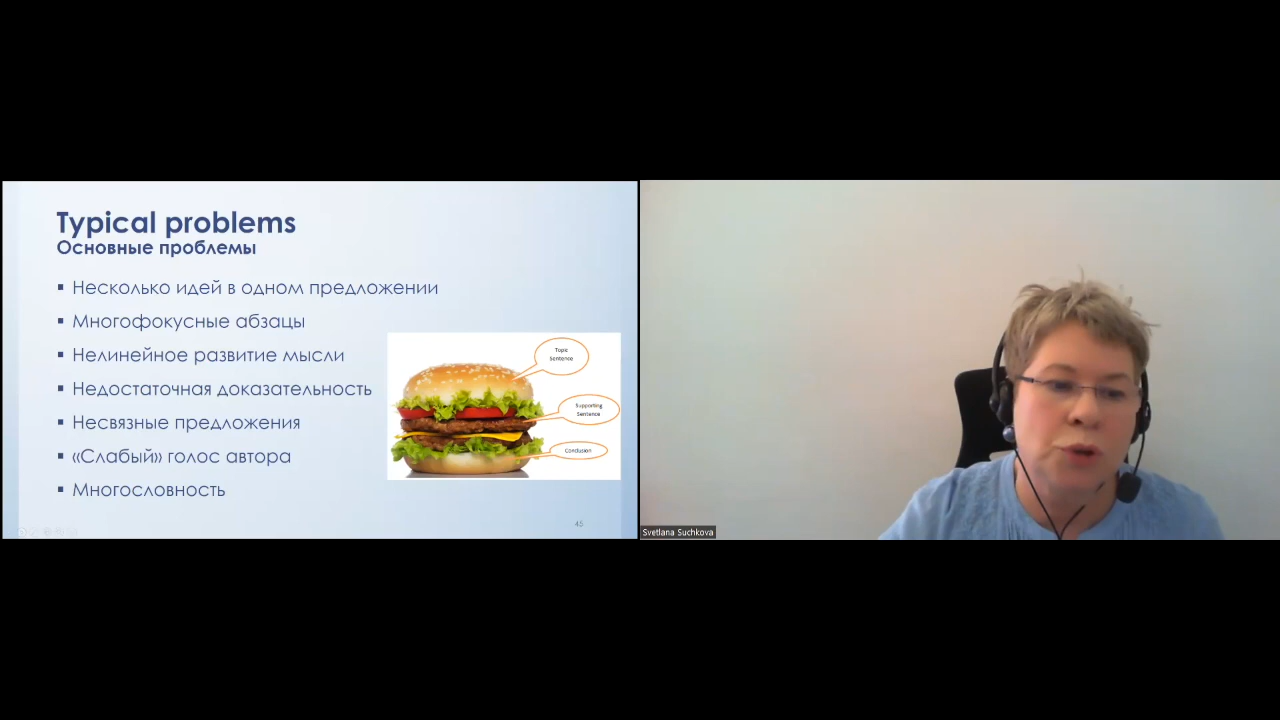 Typical problems
Основные проблемы
▪ Несколько идей в одном предложении
▪ Многофокусные абзацы
▪ Нелинейное развитие мысли
▪ Недостаточная доказательность
▪ Несвязные предложения
▪ «Слабый» голос автора
▪ Многословность
Topic
Sentence
Supporting
Sentence
Conclusion
45
Svetlana Suchkova